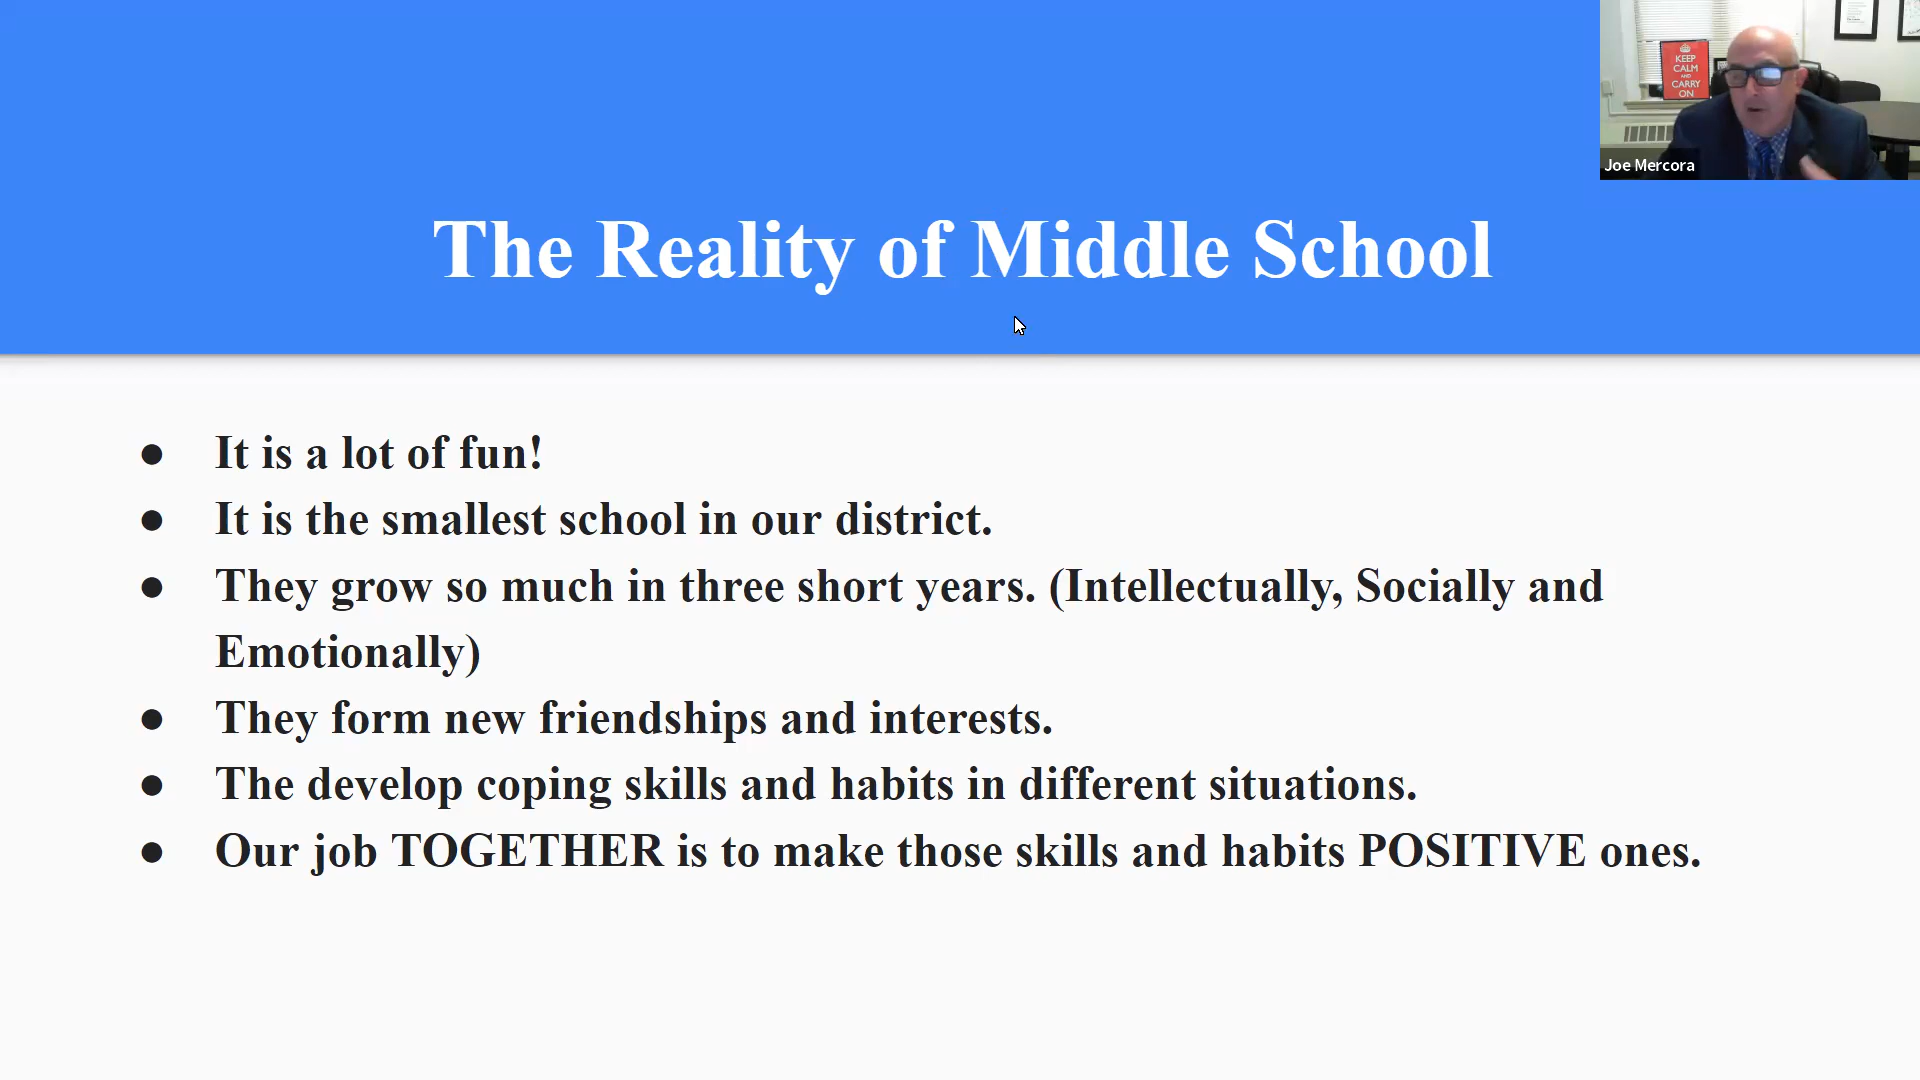 KEEP
CALM
AND
CARRY
ON
Joe Mercora
The Reality of Middle School
● It is a lot of fun!
● It is the smallest school in our district.
● They grow so much in three short years. (Intellectually, Socially and
Emotionally)
● They form new friendships and interests.
● The develop coping skills and habits in different situations.
● Our job TOGETHER is to make those skills and habits POSITIVE ones.